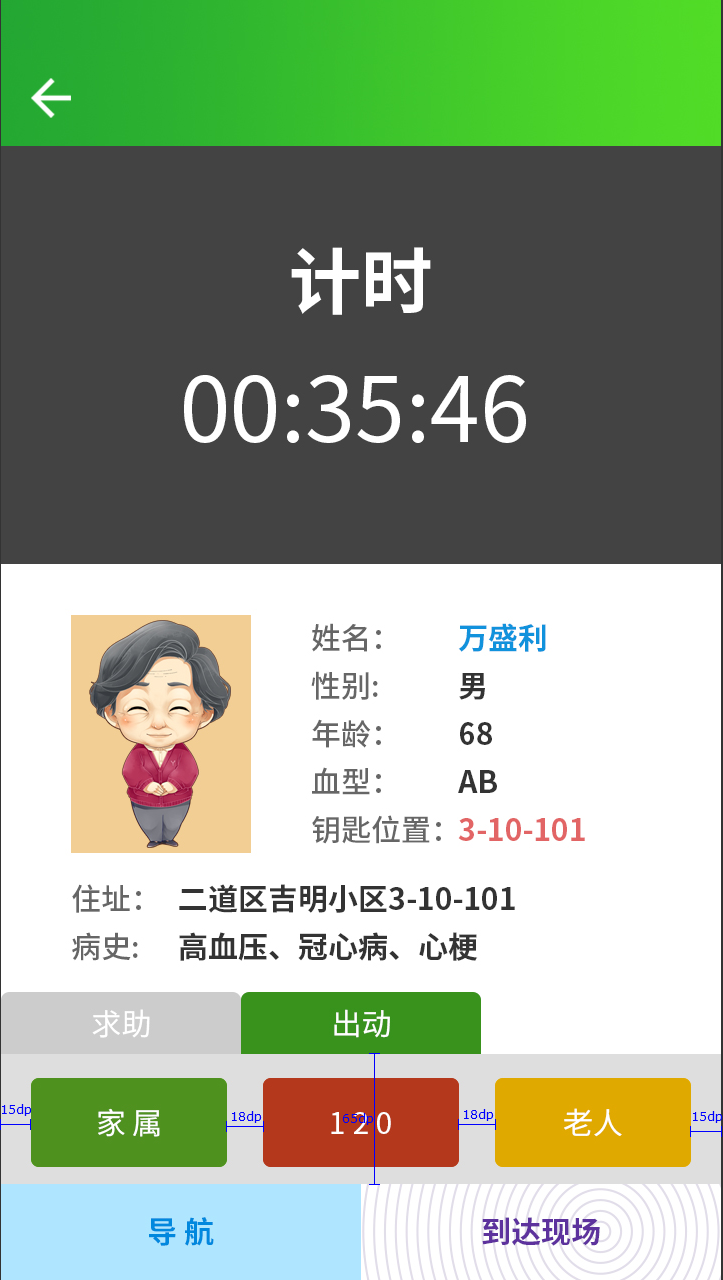 计时
00:35:46
姓名： 万盛利
性别: 男
年龄： 68
血型： AB
钥匙位置： 3-10-101
住址： 二道区吉明小区3-10-101
病史: 高血压、冠心病、心梗
求助 出动
15dp 家 属 18dp 1 2 0 65dp 18dp 老人 15dp
导 航 到达现场